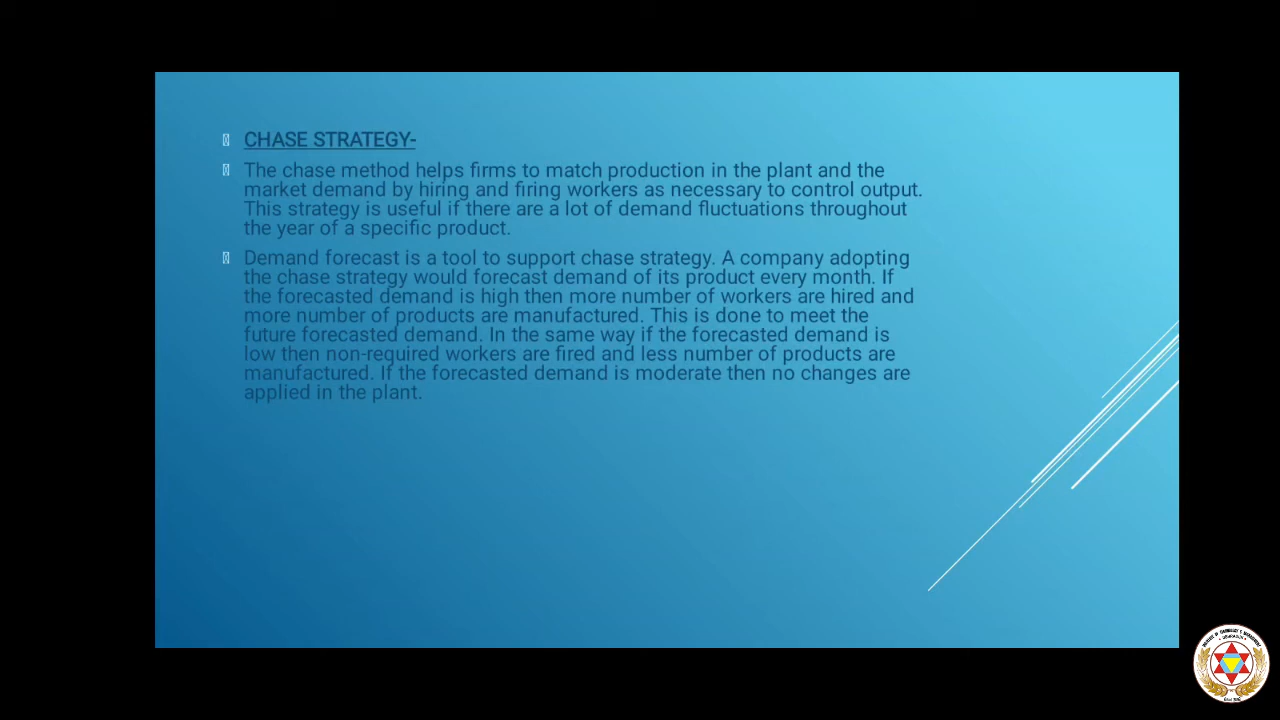 CHASE STRATEGY-
The chase method helps firms to match production in the plant and the
market demand by hiring and firing workers as necessary to control output.
This strategy is useful if there are a lot of demand fluctuations throughout
the year of a specific product.
Demand forecast is a tool to support chase strategy. A company adopting
the chase strategy would forecast demand of its product every month. If
the forecasted demand is high then more number of workers are hired and
more number of products are manufactured. This is done to meet the
future forecasted demand. In the same way if the forecasted demand is
low then non-required workers are fired and less number of products are
manufactured. If the forecasted demand is moderate then no changes are
applied in the plant.